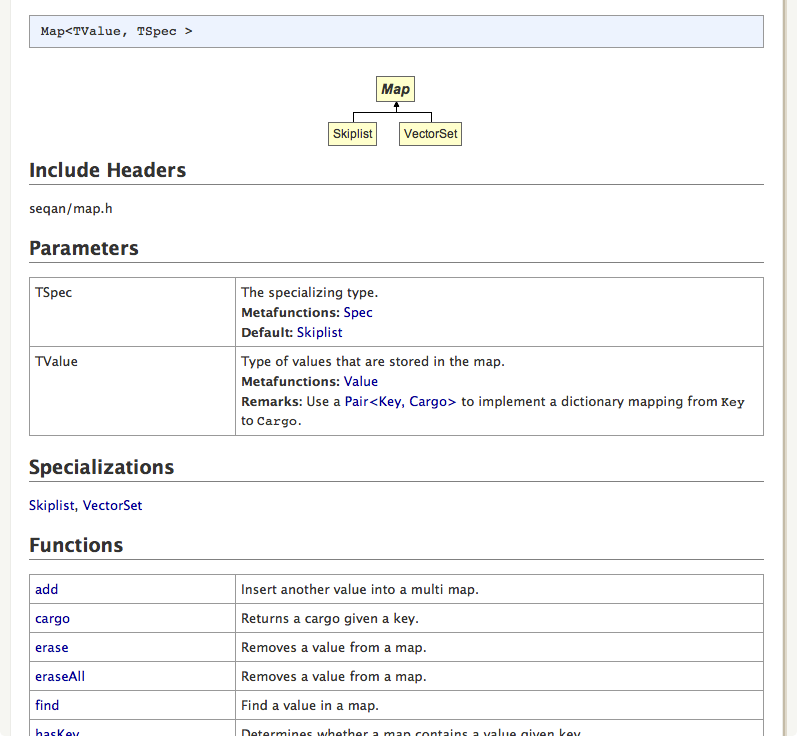 Map<TValue, TSpec >
Map
Skiplist VectorSet
Include Headers
seqan/map.h
Parameters
TSpec The specializing type.
Metafunctions: Spec
Default: Skiplist
TValue Type of values that are stored in the map.
Metafunctions: Value
Remarks: Use a Pair<Key, Cargo> to implement a dictionary mapping from Key
to Cargo.
Specializations
Skiplist, VectorSet
Functions
add Insert another value into a multi map.
cargo Returns a cargo given a key.
erase Removes a value from a map.
eraseAll Removes a value from a map.
find Find a value in a map.
hasKey Determines whether a map contains a value given key.